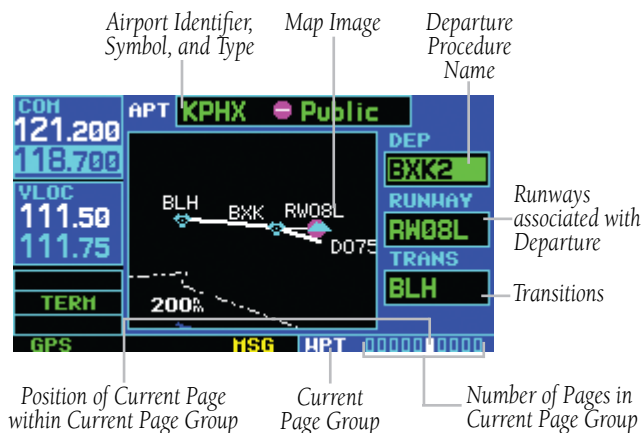 Airport Identifier,
Symbol, and Type
Map Image
Departure
Procedure
Name
COM
121.200
118.700
VLOC
111.50
111.75
TERM
GPS
APT KPHX Public
BLH
BXK
RW08L
D075
200nm
MSG
WPT
DEP
BXK2
RUNWAY
RW08L
TRANS
BLH
Runways
associated with
Departure
Transitions
Position of Current Page
within Current Page Group
Current
Page Group
Number of Pages in
Current Page Group